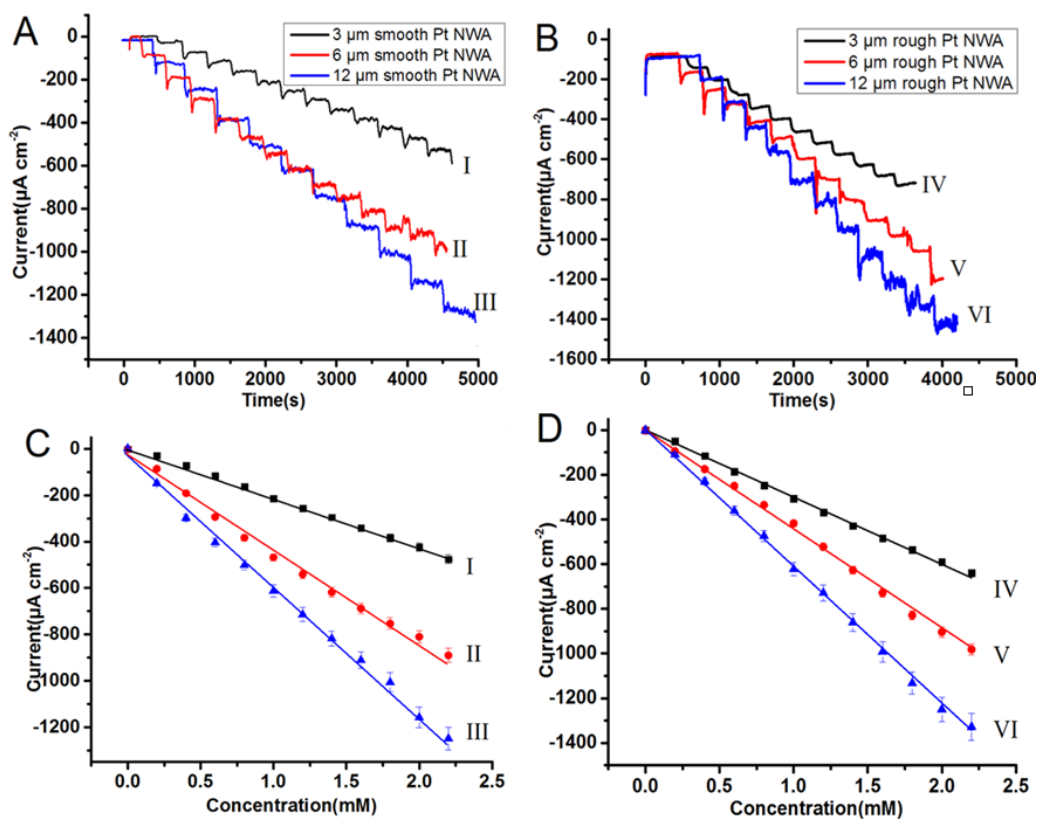 A
3 μm smooth Pt NWA
6 μm smooth Pt NWA
12 μm smooth Pt NWA
0
-200
-400
-600
-800
-1000
-1200
-1400
Current(μA cm⁻²)
I
II
III
0 1000 2000 3000 4000 5000
Time(s)
B
3 μm rough Pt NWA
6 μm rough Pt NWA
12 μm rough Pt NWA
0
-200
-400
-600
-800
-1000
-1200
-1400
-1600
Current(μA cm⁻²)
IV
V
VI
0 1000 2000 3000 4000 5000
Time(s)
C
0
-200
-400
-600
-800
-1000
-1200
Current(μA cm⁻²)
I
II
III
0.0 0.5 1.0 1.5 2.0 2.5
Concentration(mM)
D
0
-200
-400
-600
-800
-1000
-1200
-1400
Current(μA cm⁻²)
IV
V
VI
0.0 0.5 1.0 1.5 2.0 2.5
Concentration(mM)